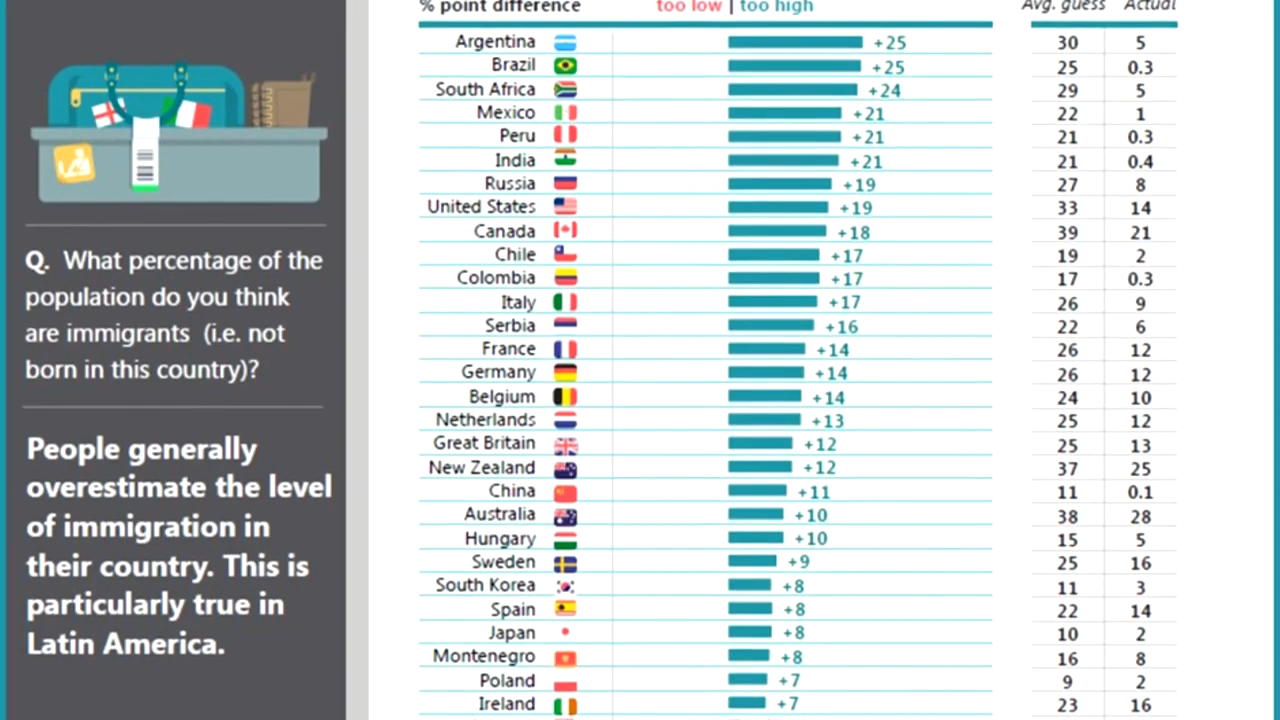 % point difference too low | too high Avg. guess Actual
Argentina +25 30 5
Brazil +25 25 0.3
South Africa +24 29 5
Mexico +21 22 1
Peru +21 21 0.3
India +21 21 0.4
Russia +19 27 8
United States +19 33 14
Canada +18 39 21
Chile +17 19 2
Colombia +17 17 0.3
Italy +17 26 9
Serbia +16 22 6
France +14 26 12
Germany +14 26 12
Belgium +14 24 10
Netherlands +13 25 12
Great Britain +12 25 13
New Zealand +12 37 25
China +11 11 0.1
Australia +10 38 28
Hungary +10 15 5
Sweden +9 25 16
South Korea +8 11 3
Spain +8 22 14
Japan +8 10 2
Montenegro +8 16 8
Poland +7 9 2
Ireland +7 23 16
Q. What percentage of the
population do you think
are immigrants (i.e. not
born in this country)?
People generally
overestimate the level
of immigration in
their country. This is
particularly true in
Latin America.